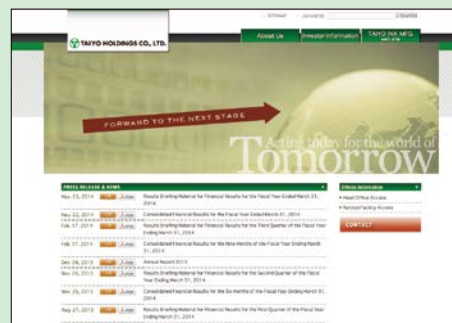 SITEMAP
JAPANESE
SEARCH
TAIYO HOLDINGS CO., LTD.
About Us
Investor Information
TAIYO INK MFG.
FORWARD TO THE NEXT STAGE
Acting today for the world of
Tomorrow
PRESS RELEASE & NEWS
May. 23, 2014 Results Briefing Material for Financial Results for the Fiscal Year Ended March 31,
2014
May. 22, 2014 Consolidated Financial Results for the Fiscal Year Ended March 31, 2014
Feb. 17, 2014 Results Briefing Material for Financial Results for the Third Quarter of the Fiscal Year
Ending March 31, 2014
Feb. 07, 2014 Consolidated Financial Results for the Nine Months of the Fiscal Year Ending March
31, 2014
Dec. 06, 2013 Annual Report 2013
Nov. 28, 2013 Results Briefing Material for Financial Results for the Second Quarter of the Fiscal
Year Ending March 31, 2014
Nov. 26, 2013 Consolidated Financial Results for the Six Months of the Fiscal Year Ending March 31,
2014
Aug. 27, 2013 Results Briefing Material for Financial Results for the First Quarter of the Fiscal Year
Ending March 31, 2014
Offices Information
Head Office Access
CONTACT